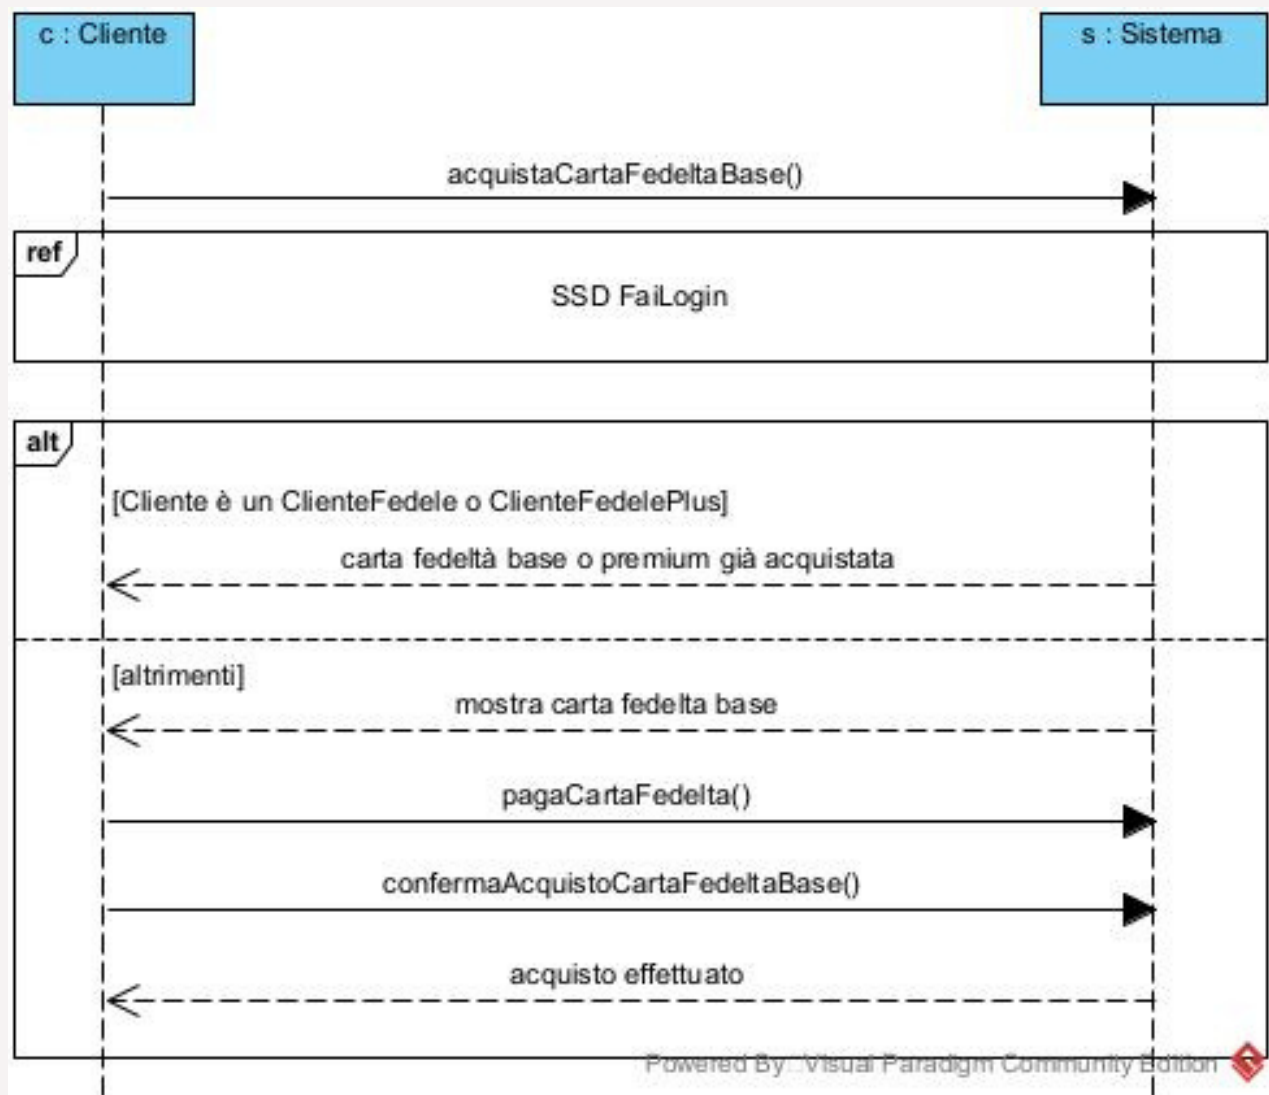 c : Cliente
s : Sistema
acquistaCartaFedeltaBase()
ref
SSD FaiLogin
alt
[Cliente è un ClienteFedele o ClienteFedelePlus]
carta fedeltà base o premium già acquistata
[altrimenti]
mostra carta fedelta base
pagaCartaFedelta()
confermaAcquistoCartaFedeltaBase()
acquisto effettuato
Powered By: Visual Paradigm Community Edition